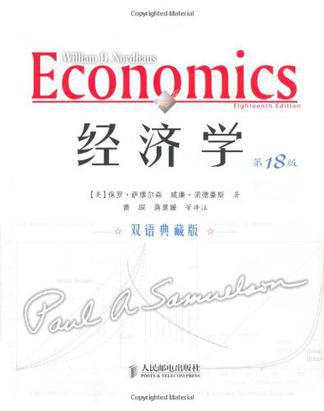 Copyrighted Material
William D. Nordhaus
Economics
Eighteenth Edition
经济学
第18版
【美】保罗·萨缪尔森 威廉·诺德豪斯 著
萧琛 蒋景媛 等译注
☆ 双语典藏版 ☆
Paul A Samuelson
人民邮电出版社
POSTS & TELECOM PRESS
Copyrighted Material